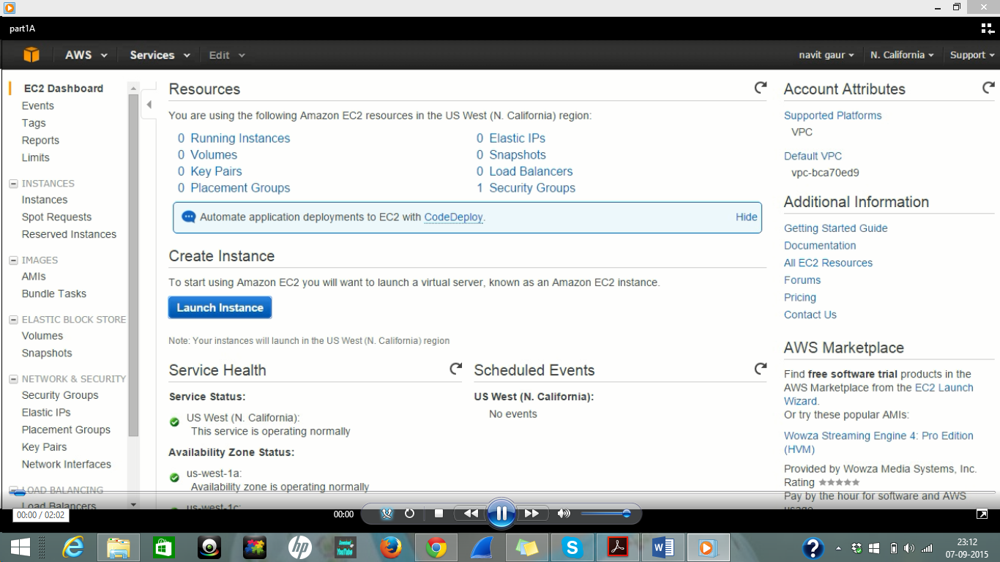 part1A
AWS Services Edit navit gaur N. California Support
EC2 Dashboard
Events
Tags
Reports
Limits
INSTANCES
Instances
Spot Requests
Reserved Instances
IMAGES
AMIs
Bundle Tasks
ELASTIC BLOCK STORE
Volumes
Snapshots
NETWORK & SECURITY
Security Groups
Elastic IPs
Placement Groups
Key Pairs
Network Interfaces
LOAD BALANCING
Load Balancers
Resources
You are using the following Amazon EC2 resources in the US West (N. California) region:
0 Running Instances 0 Elastic IPs
0 Volumes 0 Snapshots
0 Key Pairs 0 Load Balancers
0 Placement Groups 1 Security Groups
Automate application deployments to EC2 with CodeDeploy. Hide
Create Instance
To start using Amazon EC2 you will want to launch a virtual server, known as an Amazon EC2 instance.
Launch Instance
Note: Your instances will launch in the US West (N. California) region
Service Health
Service Status:
US West (N. California):
This service is operating normally
Availability Zone Status:
us-west-1a:
Availability zone is operating normally
us-west-1c:
Scheduled Events
US West (N. California):
No events
Account Attributes
Supported Platforms
VPC
Default VPC
vpc-bca70ed9
Additional Information
Getting Started Guide
Documentation
All EC2 Resources
Forums
Pricing
Contact Us
AWS Marketplace
Find free software trial products in the
AWS Marketplace from the EC2 Launch
Wizard.
Or try these popular AMIs:
Wowza Streaming Engine 4: Pro Edition
(HVM)
Provided by Wowza Media Systems, Inc.
Rating
Pay by the hour for software and AWS
usage
00:00 / 02:02
00:00
hp
YouTube
23:12
07-09-2015